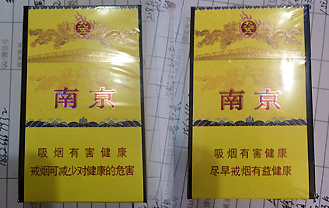 南京
吸烟有害健康
戒烟可减少对健康的危害
南京
吸烟有害健康
尽早戒烟有益健康